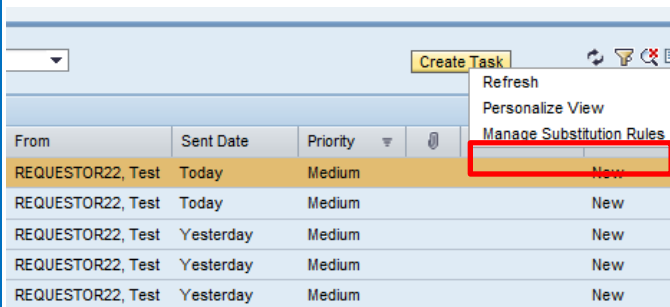 Create Task
Refresh
Personalize View
Manage Substitution Rules
From Sent Date Priority
REQUESTOR22, Test Today Medium New
REQUESTOR22, Test Today Medium New
REQUESTOR22, Test Yesterday Medium New
REQUESTOR22, Test Yesterday Medium New
REQUESTOR22, Test Yesterday Medium New